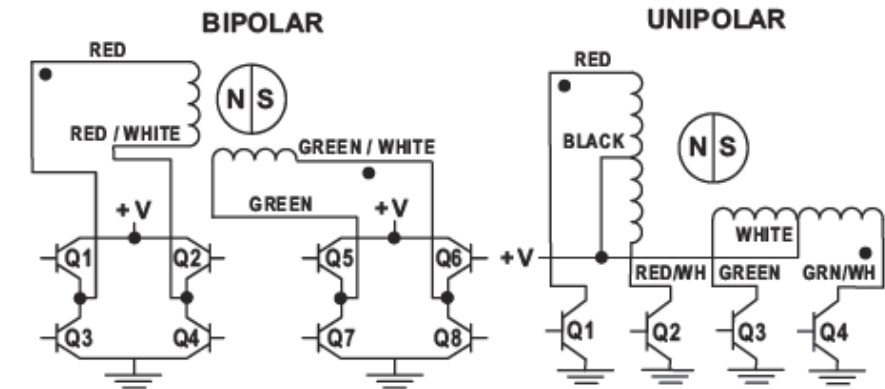 BIPOLAR
RED
N S
RED / WHITE
GREEN / WHITE
GREEN
+V
+V
Q1
Q2
Q5
Q6
Q3
Q4
Q7
Q8
UNIPOLAR
RED
BLACK
N S
WHITE
+V
RED/WH
GREEN
GRN/WH
Q1
Q2
Q3
Q4